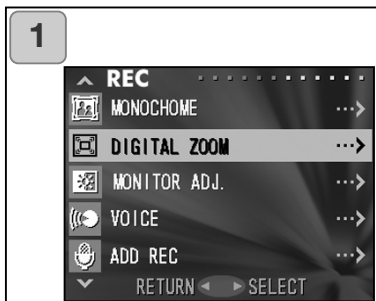 1
REC
MONOCHOME
DIGITAL ZOOM
MONITOR ADJ.
VOICE
ADD REC
RETURN SELECT